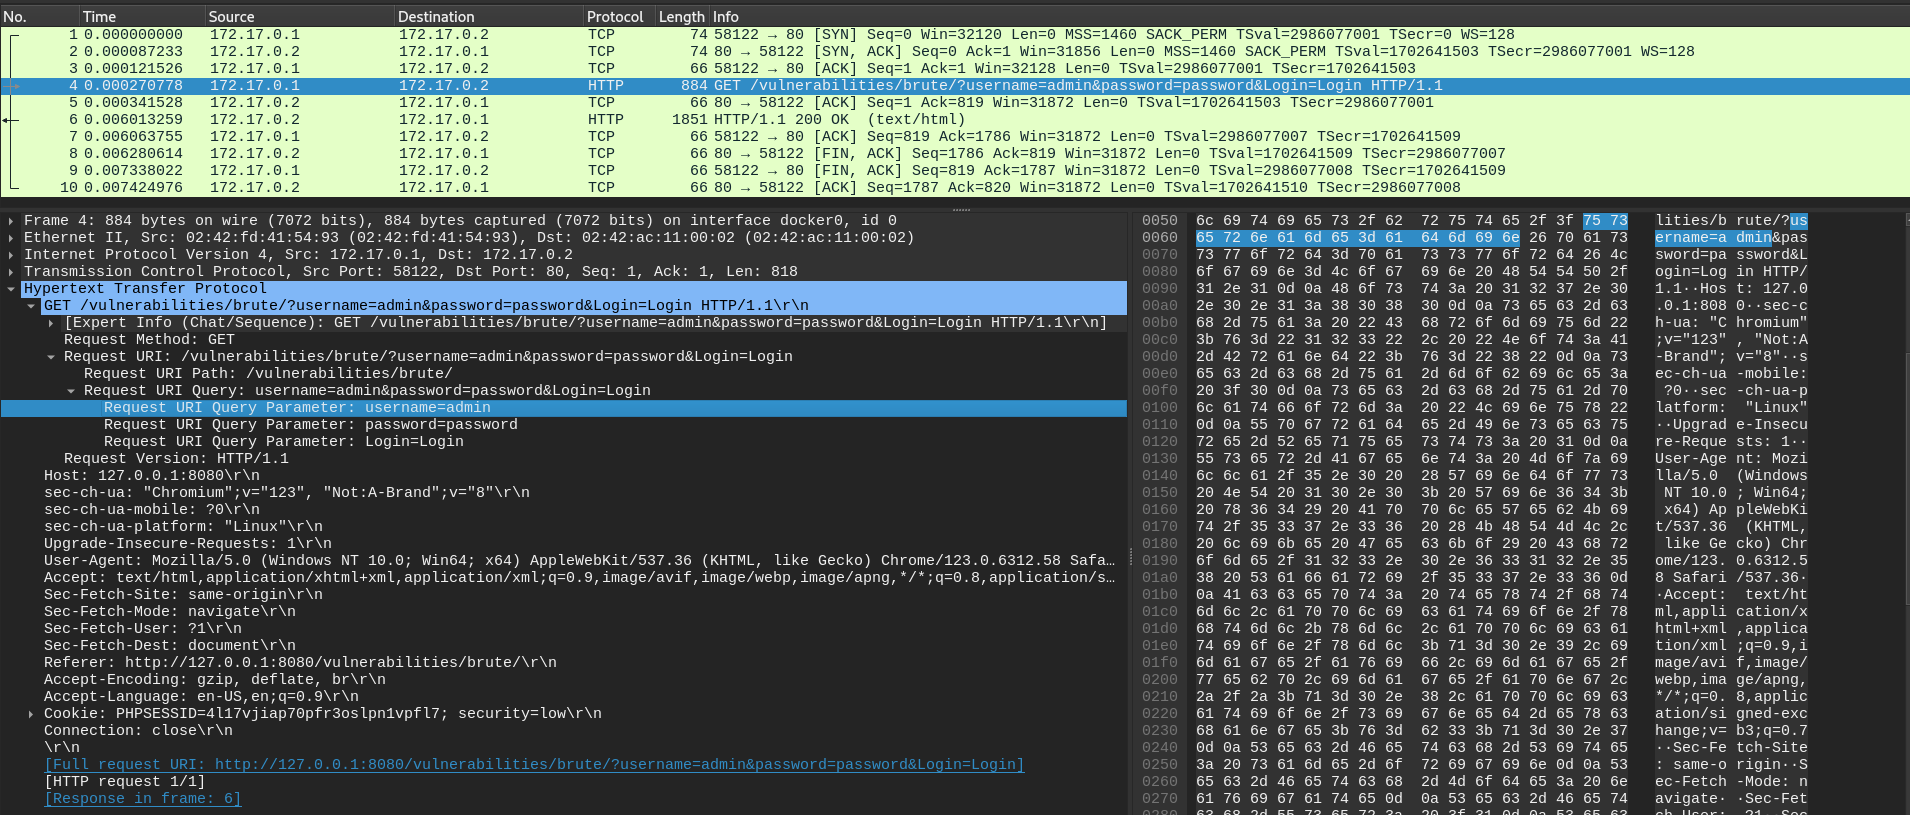 No. Time Source Destination Protocol Length Info
1 0.000000000 172.17.0.1 172.17.0.2 TCP 74 58122 → 80 [SYN] Seq=0 Win=32120 Len=0 MSS=1460 SACK_PERM TSval=2986077001 TSecr=0 WS=128
2 0.000087233 172.17.0.2 172.17.0.1 TCP 74 80 → 58122 [SYN, ACK] Seq=0 Ack=1 Win=31856 Len=0 MSS=1460 SACK_PERM TSval=1702641503 TSecr=2986077001 WS=128
3 0.000121526 172.17.0.1 172.17.0.2 TCP 66 58122 → 80 [ACK] Seq=1 Ack=1 Win=32128 Len=0 TSval=2986077001 TSecr=1702641503
4 0.000270778 172.17.0.1 172.17.0.2 HTTP 884 GET /vulnerabilities/brute/?username=admin&password=password&Login=Login HTTP/1.1
5 0.000341528 172.17.0.2 172.17.0.1 TCP 66 80 → 58122 [ACK] Seq=1 Ack=819 Win=31872 Len=0 TSval=1702641503 TSecr=2986077001
6 0.006013259 172.17.0.2 172.17.0.1 HTTP 1851 HTTP/1.1 200 OK  (text/html)
7 0.006063755 172.17.0.1 172.17.0.2 TCP 66 58122 → 80 [ACK] Seq=819 Ack=1786 Win=31872 Len=0 TSval=2986077007 TSecr=1702641509
8 0.006280614 172.17.0.2 172.17.0.1 TCP 66 80 → 58122 [FIN, ACK] Seq=1786 Ack=819 Win=31872 Len=0 TSval=1702641509 TSecr=2986077007
9 0.007338022 172.17.0.1 172.17.0.2 TCP 66 58122 → 80 [FIN, ACK] Seq=819 Ack=1787 Win=31872 Len=0 TSval=2986077008 TSecr=1702641509
10 0.007424976 172.17.0.2 172.17.0.1 TCP 66 80 → 58122 [ACK] Seq=1787 Ack=820 Win=31872 Len=0 TSval=1702641510 TSecr=2986077008
Frame 4: 884 bytes on wire (7072 bits), 884 bytes captured (7072 bits) on interface docker0, id 0
Ethernet II, Src: 02:42:fd:41:54:93 (02:42:fd:41:54:93), Dst: 02:42:ac:11:00:02 (02:42:ac:11:00:02)
Internet Protocol Version 4, Src: 172.17.0.1, Dst: 172.17.0.2
Transmission Control Protocol, Src Port: 58122, Dst Port: 80, Seq: 1, Ack: 1, Len: 818
Hypertext Transfer Protocol
GET /vulnerabilities/brute/?username=admin&password=password&Login=Login HTTP/1.1\r\n
[Expert Info (Chat/Sequence): GET /vulnerabilities/brute/?username=admin&password=password&Login=Login HTTP/1.1\r\n]
Request Method: GET
Request URI: /vulnerabilities/brute/?username=admin&password=password&Login=Login
Request URI Path: /vulnerabilities/brute/
Request URI Query: username=admin&password=password&Login=Login
Request URI Query Parameter: username=admin
Request URI Query Parameter: password=password
Request URI Query Parameter: Login=Login
Request Version: HTTP/1.1
Host: 127.0.0.1:8080\r\n
sec-ch-ua: "Chromium";v="123", "Not:A-Brand";v="8"\r\n
sec-ch-ua-mobile: ?0\r\n
sec-ch-ua-platform: "Linux"\r\n
Upgrade-Insecure-Requests: 1\r\n
User-Agent: Mozilla/5.0 (Windows NT 10.0; Win64; x64) AppleWebKit/537.36 (KHTML, like Gecko) Chrome/123.0.6312.58 Safa…
Accept: text/html,application/xhtml+xml,application/xml;q=0.9,image/avif,image/webp,image/apng,*/*;q=0.8,application/s…
Sec-Fetch-Site: same-origin\r\n
Sec-Fetch-Mode: navigate\r\n
Sec-Fetch-User: ?1\r\n
Sec-Fetch-Dest: document\r\n
Referer: http://127.0.0.1:8080/vulnerabilities/brute/\r\n
Accept-Encoding: gzip, deflate, br\r\n
Accept-Language: en-US,en;q=0.9\r\n
Cookie: PHPSESSID=4l17vjiap70pfr3oslpn1vpfl7; security=low\r\n
Connection: close\r\n
\r\n
[Full request URI: http://127.0.0.1:8080/vulnerabilities/brute/?username=admin&password=password&Login=Login]
[HTTP request 1/1]
[Response in frame: 6]
0050 6c 69 74 69 65 73 2f 62 72 75 74 65 2f 3f 75 73 lities/b rute/?us
0060 65 72 6e 61 6d 65 3d 61 64 6d 69 6e 26 70 61 73 ername=a dmin&pas
0070 73 77 6f 72 64 3d 70 61 73 73 77 6f 72 64 26 4c sword=pa ssword&L
0080 6f 67 69 6e 3d 4c 6f 67 69 6e 20 48 54 54 50 2f ogin=Log in HTTP/
0090 31 2e 31 0d 0a 48 6f 73 74 3a 20 31 32 37 2e 30 1.1··Hos t: 127.0
00a0 2e 30 2e 31 3a 38 30 38 30 0d 0a 73 65 63 2d 63 .0.1:808 0··sec-c
00b0 68 2d 75 61 3a 20 22 43 68 72 6f 6d 69 75 6d 22 h-ua: "C hromium"
00c0 3b 76 3d 22 31 32 33 22 2c 20 22 4e 6f 74 3a 41 ;v="123" , "Not:A
00d0 2d 42 72 61 6e 64 22 3b 76 3d 22 38 22 0d 0a 73 -Brand"; v="8"··s
00e0 65 63 2d 63 68 2d 75 61 2d 6d 6f 62 69 6c 65 3a ec-ch-ua -mobile:
00f0 20 3f 30 0d 0a 73 65 63 2d 63 68 2d 75 61 2d 70 ?0··sec -ch-ua-p
0100 6c 61 74 66 6f 72 6d 3a 20 22 4c 69 6e 75 78 22 latform: "Linux"
0110 0d 0a 55 70 67 72 61 64 65 2d 49 6e 73 65 63 75 ··Upgrad e-Insecu
0120 72 65 2d 52 65 71 75 65 73 74 73 3a 20 31 0d 0a re-Reque sts: 1··
0130 55 73 65 72 2d 41 67 65 6e 74 3a 20 4d 6f 7a 69 User-Age nt: Mozi
0140 6c 6c 61 2f 35 2e 30 20 28 57 69 6e 64 6f 77 73 lla/5.0 (Windows
0150 20 4e 54 20 31 30 2e 30 3b 20 57 69 6e 36 34 3b NT 10.0 ; Win64;
0160 20 78 36 34 29 20 41 70 70 6c 65 57 65 62 4b 69 x64) Ap pleWebKi
0170 74 2f 35 33 37 2e 33 36 20 28 4b 48 54 4d 4c 2c t/537.36 (KHTML,
0180 20 6c 69 6b 65 20 47 65 63 6b 6f 29 20 43 68 72 like Ge cko) Chr
0190 6f 6d 65 2f 31 32 33 2e 30 2e 36 33 31 32 2e 35 ome/123. 0.6312.5
01a0 38 20 53 61 66 61 72 69 2f 35 33 37 2e 33 36 0d 8 Safari /537.36·
01b0 0a 41 63 63 65 70 74 3a 20 74 65 78 74 2f 68 74 ·Accept: text/ht
01c0 6d 6c 2c 61 70 70 6c 69 63 61 74 69 6f 6e 2f 78 ml,appli cation/x
01d0 68 74 6d 6c 2b 78 6d 6c 2c 61 70 70 6c 69 63 61 html+xml ,applica
01e0 74 69 6f 6e 2f 78 6d 6c 3b 71 3d 30 2e 39 2c 69 tion/xml ;q=0.9,i
01f0 6d 61 67 65 2f 61 76 69 66 2c 69 6d 61 67 65 2f mage/avi f,image/
0200 77 65 62 70 2c 69 6d 61 67 65 2f 61 70 6e 67 2c webp,ima ge/apng,
0210 2a 2f 2a 3b 71 3d 30 2e 38 2c 61 70 70 6c 69 63 */*;q=0. 8,applic
0220 61 74 69 6f 6e 2f 73 69 67 6e 65 64 2d 65 78 63 ation/si gned-exc
0230 68 61 6e 67 65 3b 76 3d 62 33 3b 71 3d 30 2e 37 hange;v= b3;q=0.7
0240 0d 0a 53 65 63 2d 46 65 74 63 68 2d 53 69 74 65 ··Sec-Fe tch-Site
0250 3a 20 73 61 6d 65 2d 6f 72 69 67 69 6e 0d 0a 53 : same-o rigin··S
0260 65 63 2d 46 65 74 63 68 2d 4d 6f 64 65 3a 20 6e ec-Fetch -Mode: n
0270 61 76 69 67 61 74 65 0d 0a 53 65 63 2d 46 65 74 avigate· ·Sec-Fet
0280 63 68 2d 55 73 65 72 3a 20 3f 31 0d 0a 53 65 63 ch-User: ?1··Sec